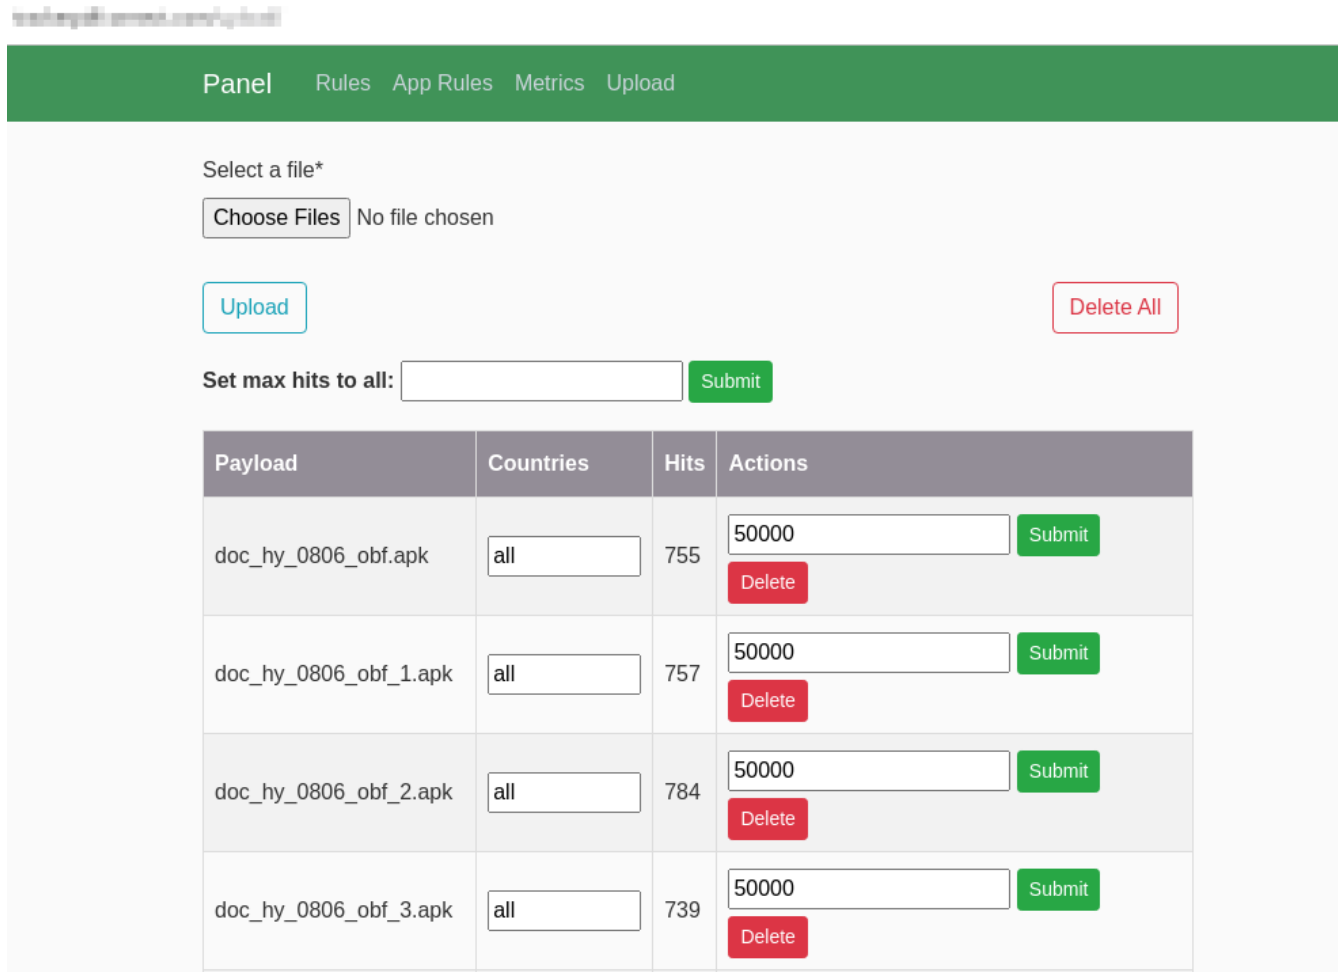 Panel Rules App Rules Metrics Upload
Select a file*
Choose Files No file chosen
Upload Delete All
Set max hits to all: Submit
Payload Countries Hits Actions
doc_hy_0806_obf.apk all 755 50000 Submit
Delete
doc_hy_0806_obf_1.apk all 757 50000 Submit
Delete
doc_hy_0806_obf_2.apk all 784 50000 Submit
Delete
doc_hy_0806_obf_3.apk all 739 50000 Submit
Delete